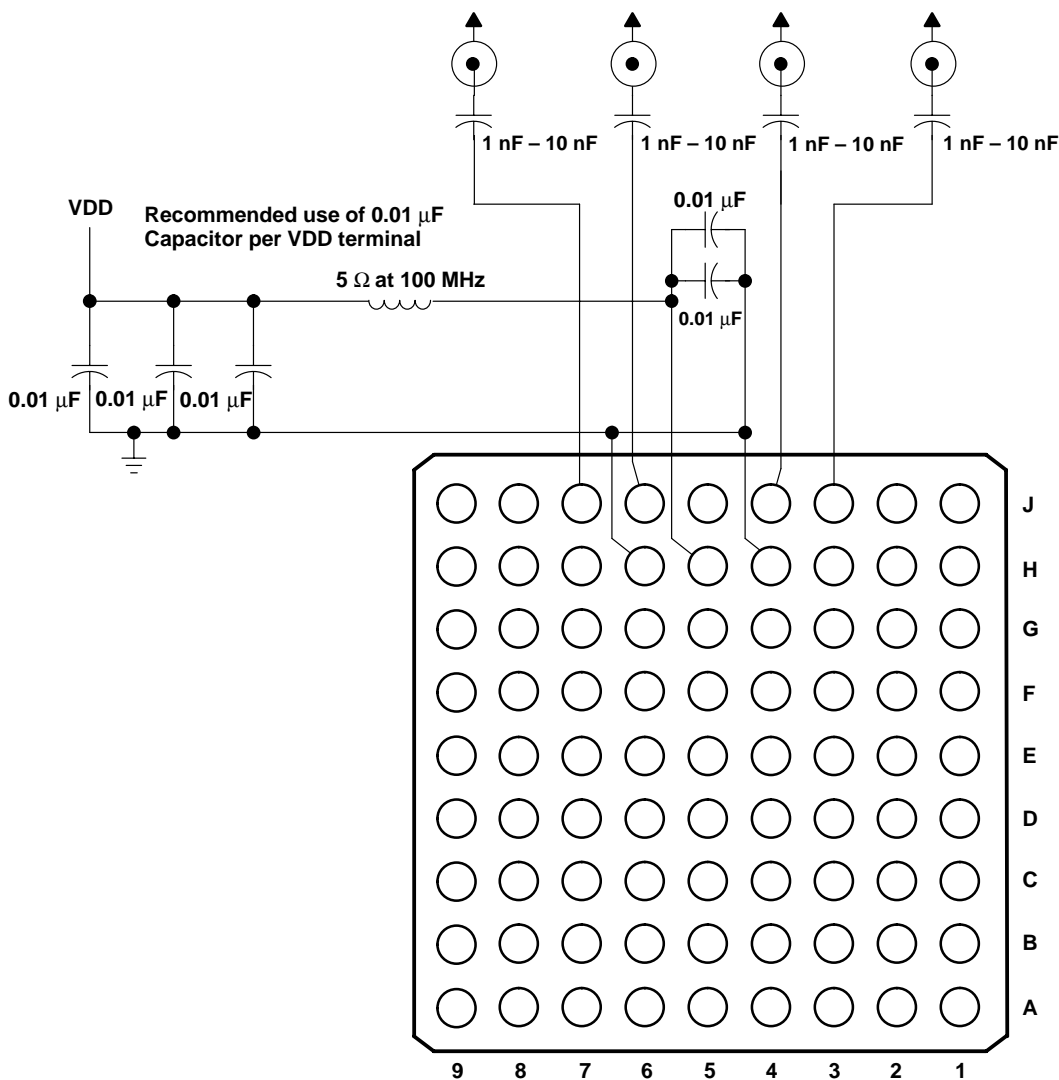 1 nF – 10 nF 1 nF – 10 nF 1 nF – 10 nF 1 nF – 10 nF
VDD
Recommended use of 0.01 μF
Capacitor per VDD terminal
0.01 μF
5 Ω at 100 MHz
0.01 μF
0.01 μF 0.01 μF 0.01 μF
J
H
G
F
E
D
C
B
A
9 8 7 6 5 4 3 2 1